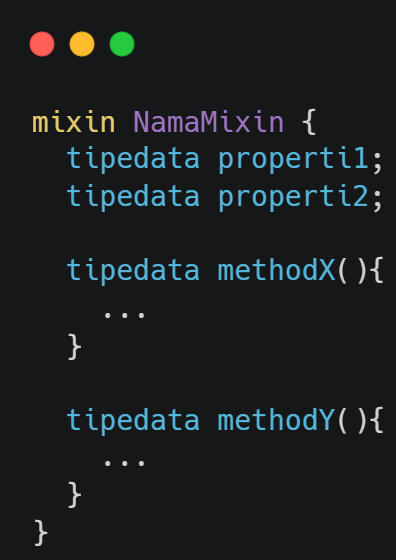 mixin NamaMixin {
  tipedata properti1;
  tipedata properti2;

  tipedata methodX(){
    ...
  }

  tipedata methodY(){
    ...
  }
}